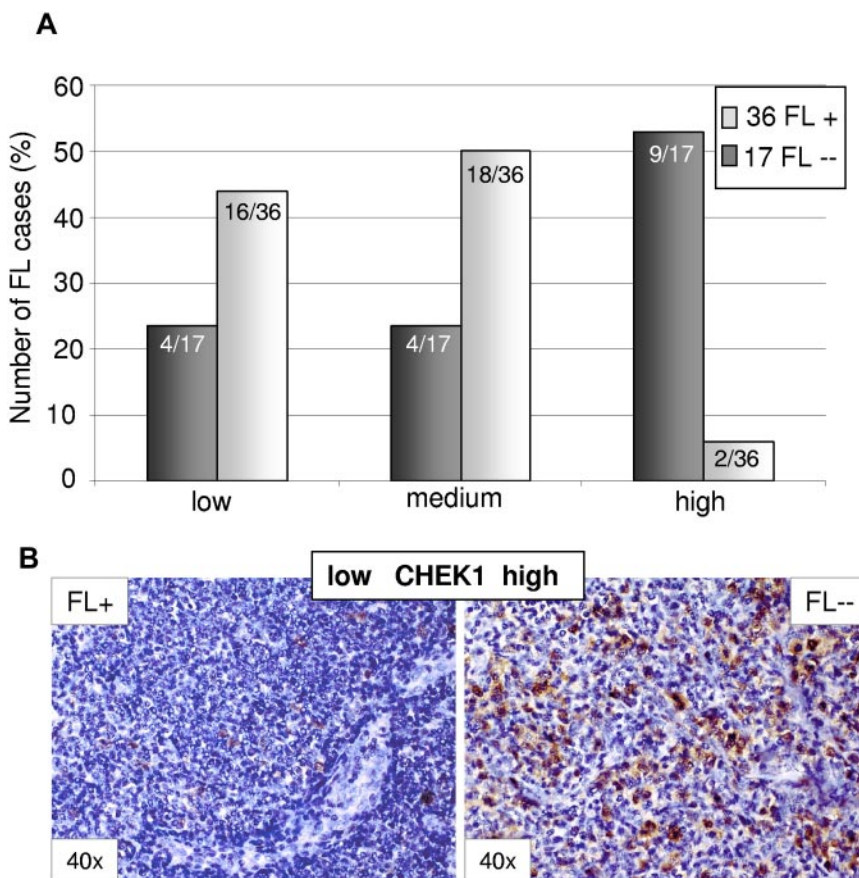 A
Number of FL cases (%)
60
50
40
30
20
10
0
36 FL +
17 FL --
4/17
16/36
4/17
18/36
9/17
2/36
low
medium
high
B
low CHEK1 high
FL+
FL--
40x
40x